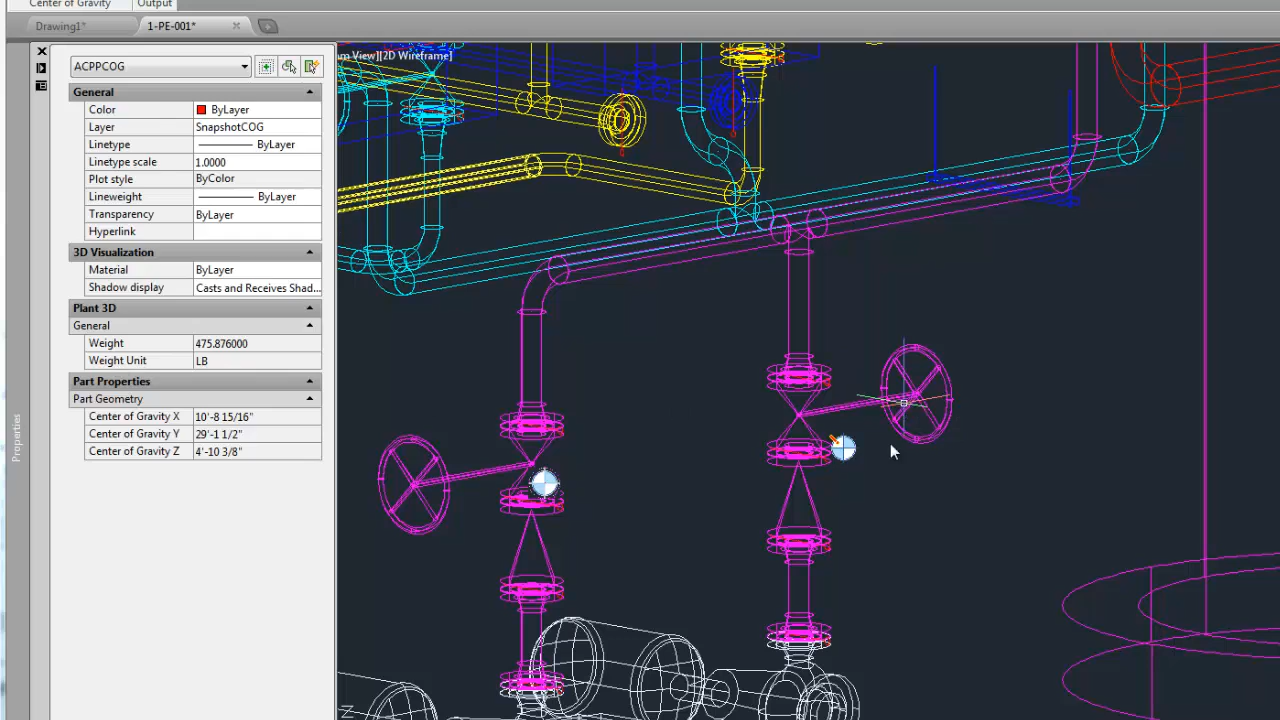 Center of Gravity Output
Drawing1* 1-PE-001*
ACPPCOG
am View][2D Wireframe]
General
Color ByLayer
Layer SnapshotCOG
Linetype ByLayer
Linetype scale 1.0000
Plot style ByColor
Lineweight ByLayer
Transparency ByLayer
Hyperlink
3D Visualization
Material ByLayer
Shadow display Casts and Receives Shad...
Plant 3D
General
Weight 475.876000
Weight Unit LB
Part Properties
Part Geometry
Center of Gravity X 10'-8 15/16"
Center of Gravity Y 29'-1 1/2"
Center of Gravity Z 4'-10 3/8"
Properties
Z